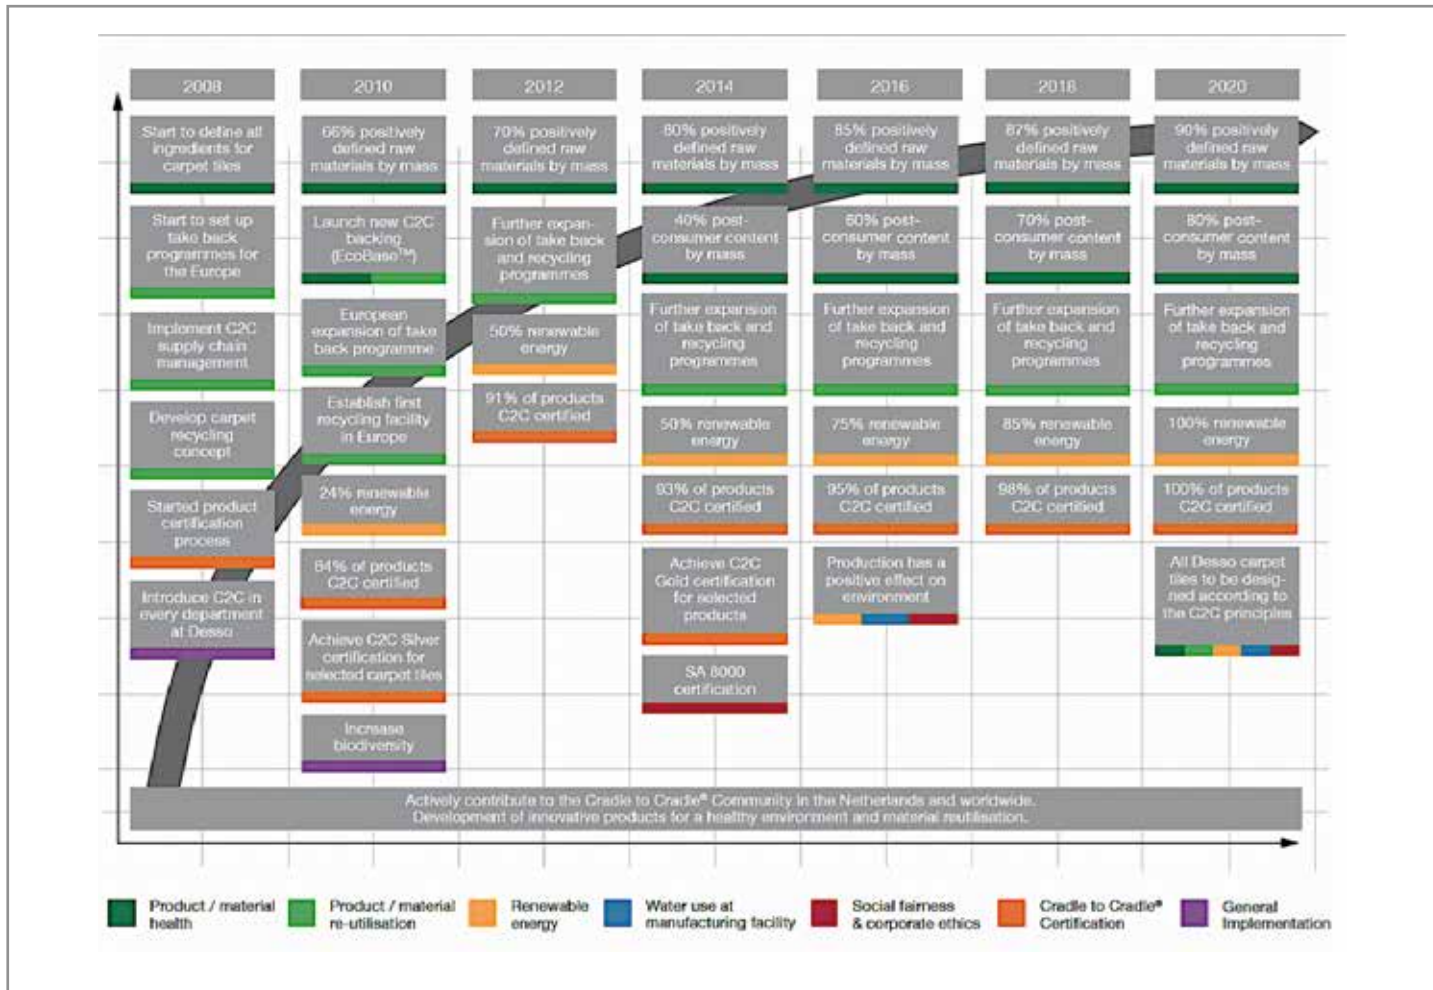 2008
2010
2012
2014
2016
2018
2020
Start to define all
ingredients for
carpet tiles
Start to set up
take back
programmes for
the Europe
Implement C2C
supply chain
management
Develop carpet
recycling
concept
Started product
certification
process
Introduce C2C in
every department
at Desso
66% positively
defined raw
materials by mass
Launch new C2C
backing
(EcoBase™)
European
expansion of take
back programme
Establish first
recycling facility
in Europe
24% renewable
energy
of products
C2C certified
Achieve C2C Silver
certification for
selected carpet tiles
Increase
biodiversity
70% positively
defined raw
materials by mass
Further expan-
sion of take back
and recycling
programmes
50% renewable
energy
91% of products
C2C certified
80% positively
defined raw
materials by mass
40% post-
consumer content
by mass
Further expansion
of take back and
recycling
programmes
50% renewable
energy
93% of products
C2C certified
Achieve C2C
Gold certification
for selected
products
SA 8000
certification
85% positively
defined raw
materials by mass
60% post-
consumer content
by mass
Further expansion
of take back and
recycling
programmes
75% renewable
energy
95% of products
C2C certified
Production has a
positive effect on
environment
87% positively
defined raw
materials by mass
70% post-
consumer content
by mass
Further expansion
of take back and
recycling
programmes
85% renewable
energy
98% of products
C2C certified
90% positively
defined raw
materials by mass
80% post-
consumer content
by mass
Further expansion
of take back and
recycling
programmes
100% renewable
energy
100% of products
C2C certified
All Desso carpet
tiles to be desig-
ned according to
the C2C principles
Actively contribute to the Cradle to Cradle® Community in the Netherlands and worldwide.
Development of innovative products for a healthy environment and material reutilisation.
Product / material
health
Product / material
re-utilisation
Renewable
energy
Water use at
manufacturing facility
Social fairness
& corporate ethics
Cradle to Cradle®
Certification
General
Implementation